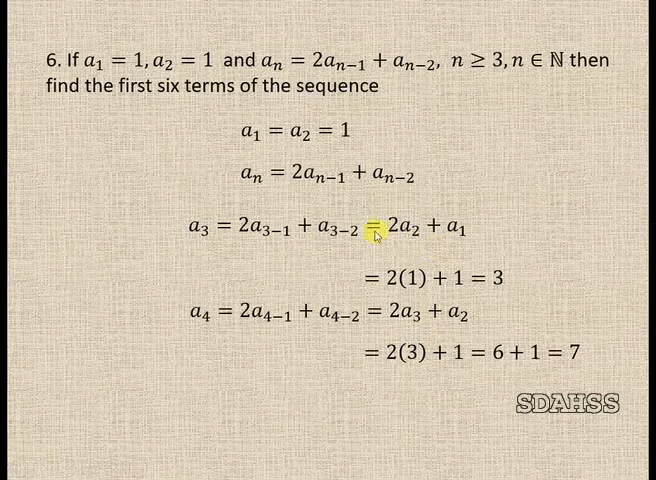 6. If a₁ = 1, a₂ = 1 and aₙ = 2aₙ₋₁ + aₙ₋₂, n ≥ 3, n ∈ ℕ then
find the first six terms of the sequence
a₁ = a₂ = 1
aₙ = 2aₙ₋₁ + aₙ₋₂
a₃ = 2a₃₋₁ + a₃₋₂ = 2a₂ + a₁
= 2(1) + 1 = 3
a₄ = 2a₄₋₁ + a₄₋₂ = 2a₃ + a₂
= 2(3) + 1 = 6 + 1 = 7
SDAHSS